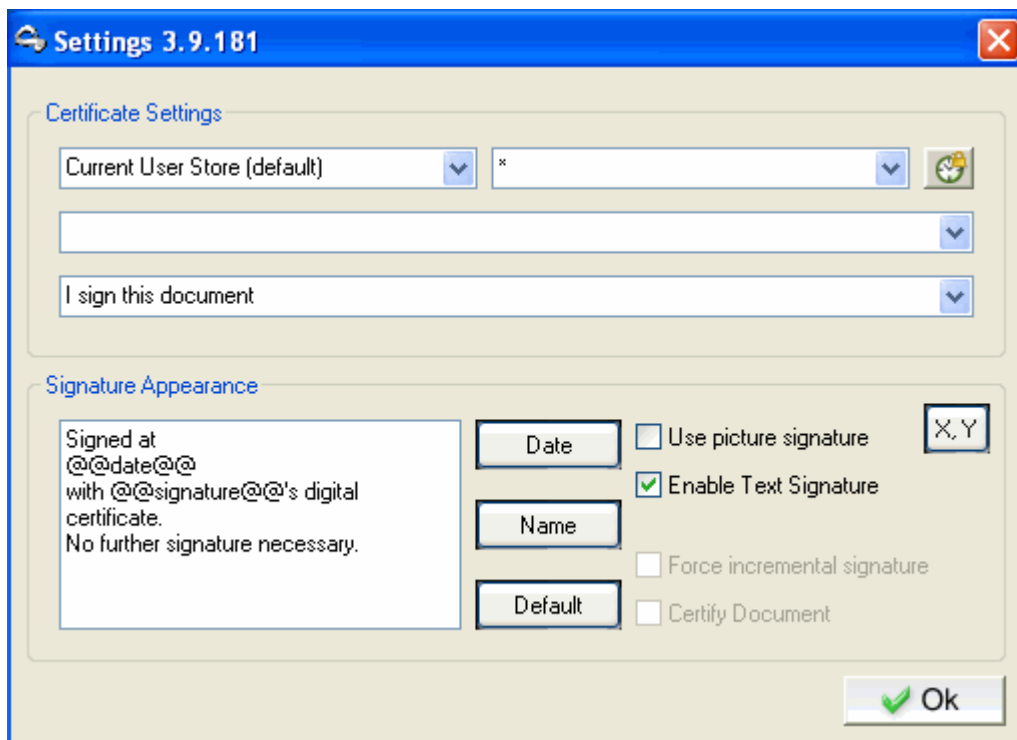 Settings 3.9.181
Certificate Settings
Current User Store (default)
*
I sign this document
Signature Appearance
Signed at
@@date@@
with @@signature@@'s digital
certificate.
No further signature necessary.
Date
Name
Default
Use picture signature
Enable Text Signature
Force incremental signature
Certify Document
X,Y
Ok